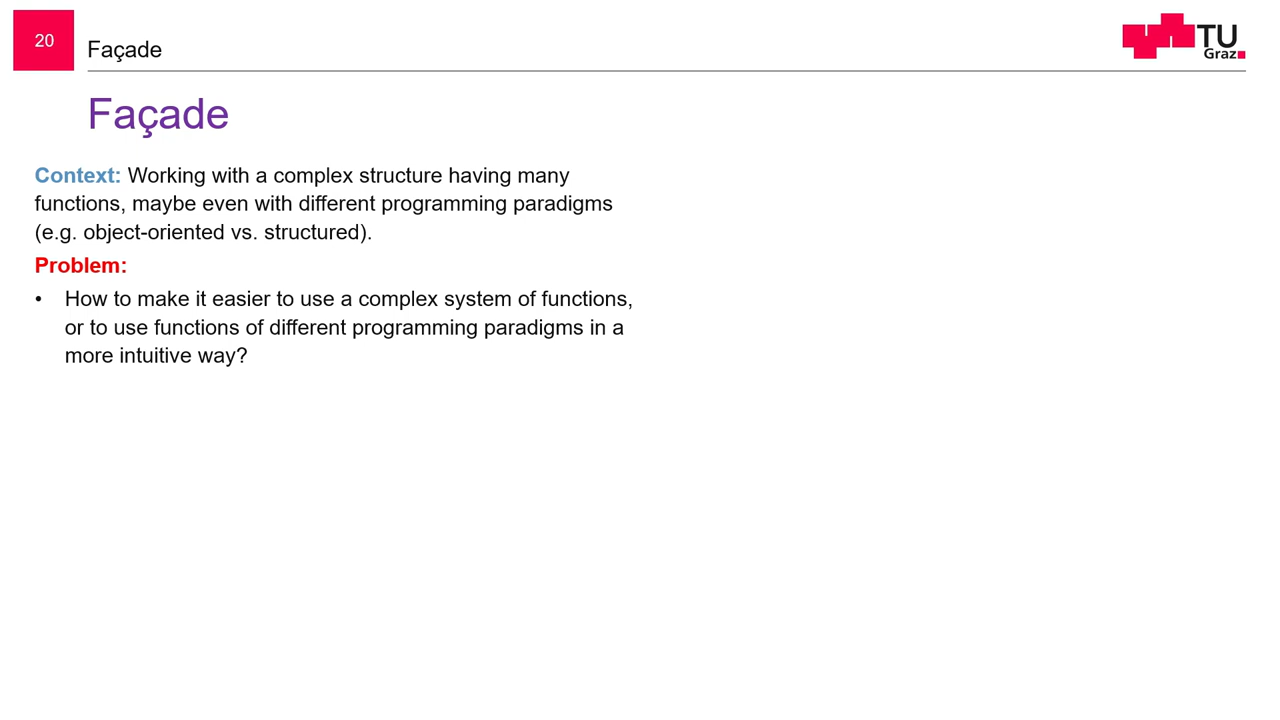 20
Façade
TU
Graz
Façade
Context: Working with a complex structure having many
functions, maybe even with different programming paradigms
(e.g. object-oriented vs. structured).
Problem:
• How to make it easier to use a complex system of functions,
or to use functions of different programming paradigms in a
more intuitive way?